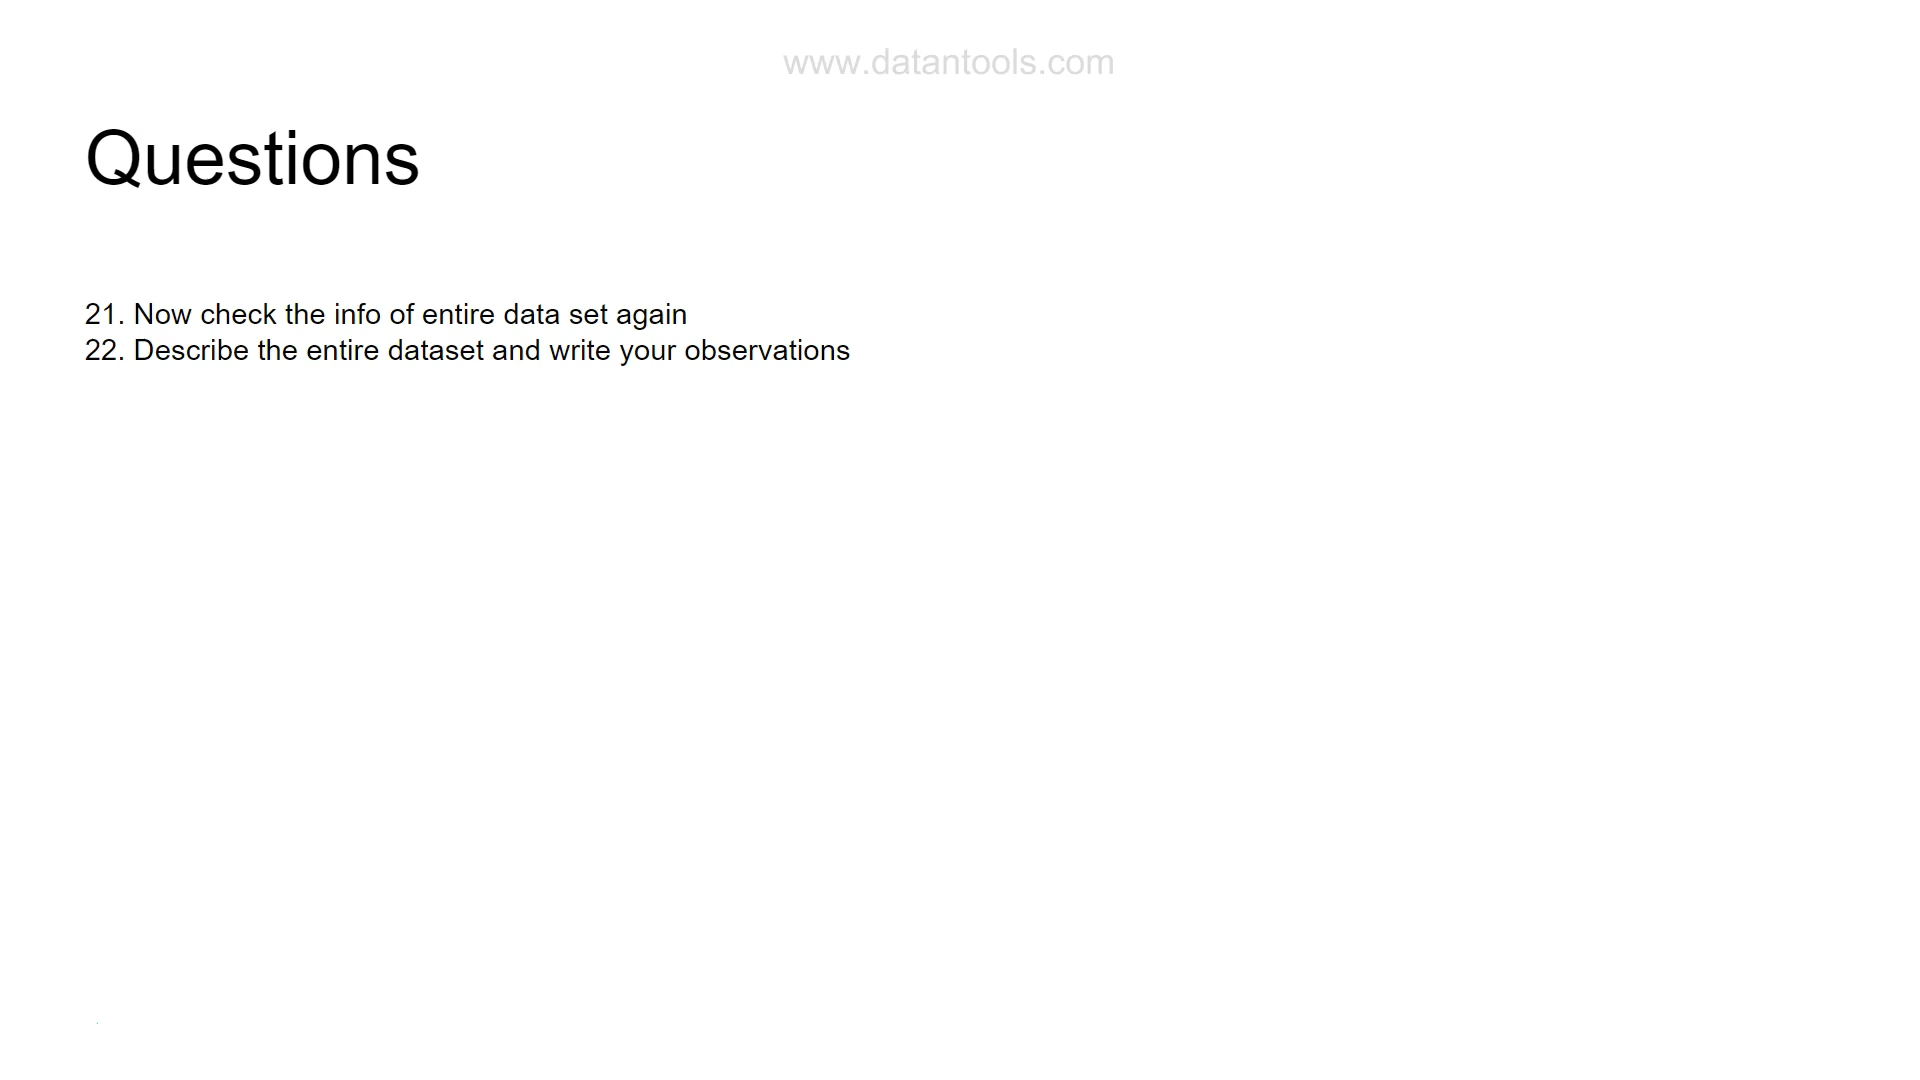 www.datantools.com
Questions
21. Now check the info of entire data set again
22. Describe the entire dataset and write your observations